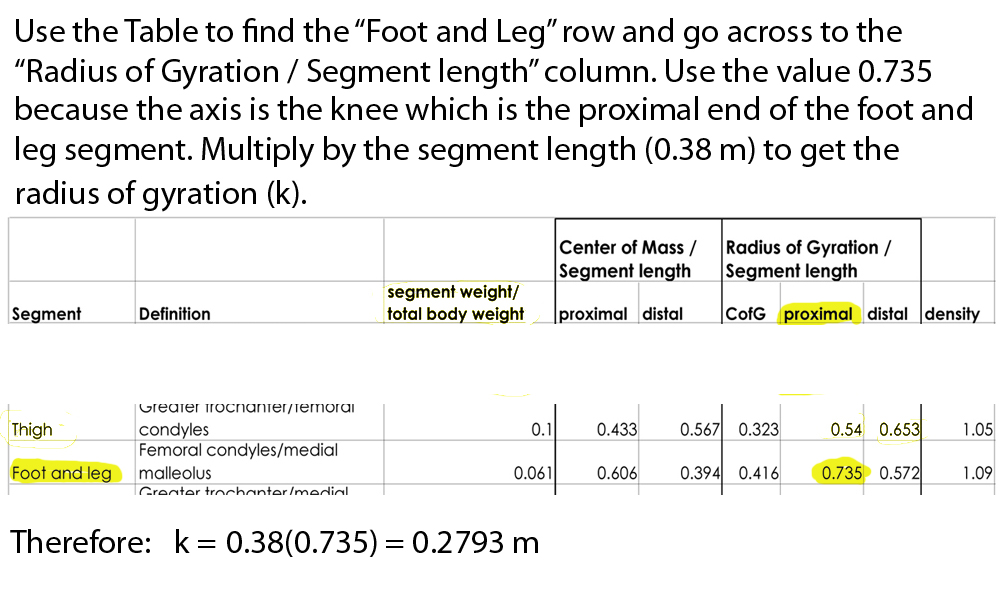 Use the Table to find the “Foot and Leg” row and go across to the
“Radius of Gyration / Segment length” column. Use the value 0.735
because the axis is the knee which is the proximal end of the foot and
leg segment. Multiply by the segment length (0.38 m) to get the
radius of gyration (k).
Center of Mass / Radius of Gyration /
Segment length Segment length
segment weight/
Segment Definition total body weight proximal distal CofG proximal distal density
Greater trochanter/femoral
Thigh condyles 0.1 0.433 0.567 0.323 0.54 0.653 1.05
Femoral condyles/medial
Foot and leg malleolus 0.061 0.606 0.394 0.416 0.735 0.572 1.09
Greater trochanter/medial
Therefore: k = 0.38(0.735) = 0.2793 m